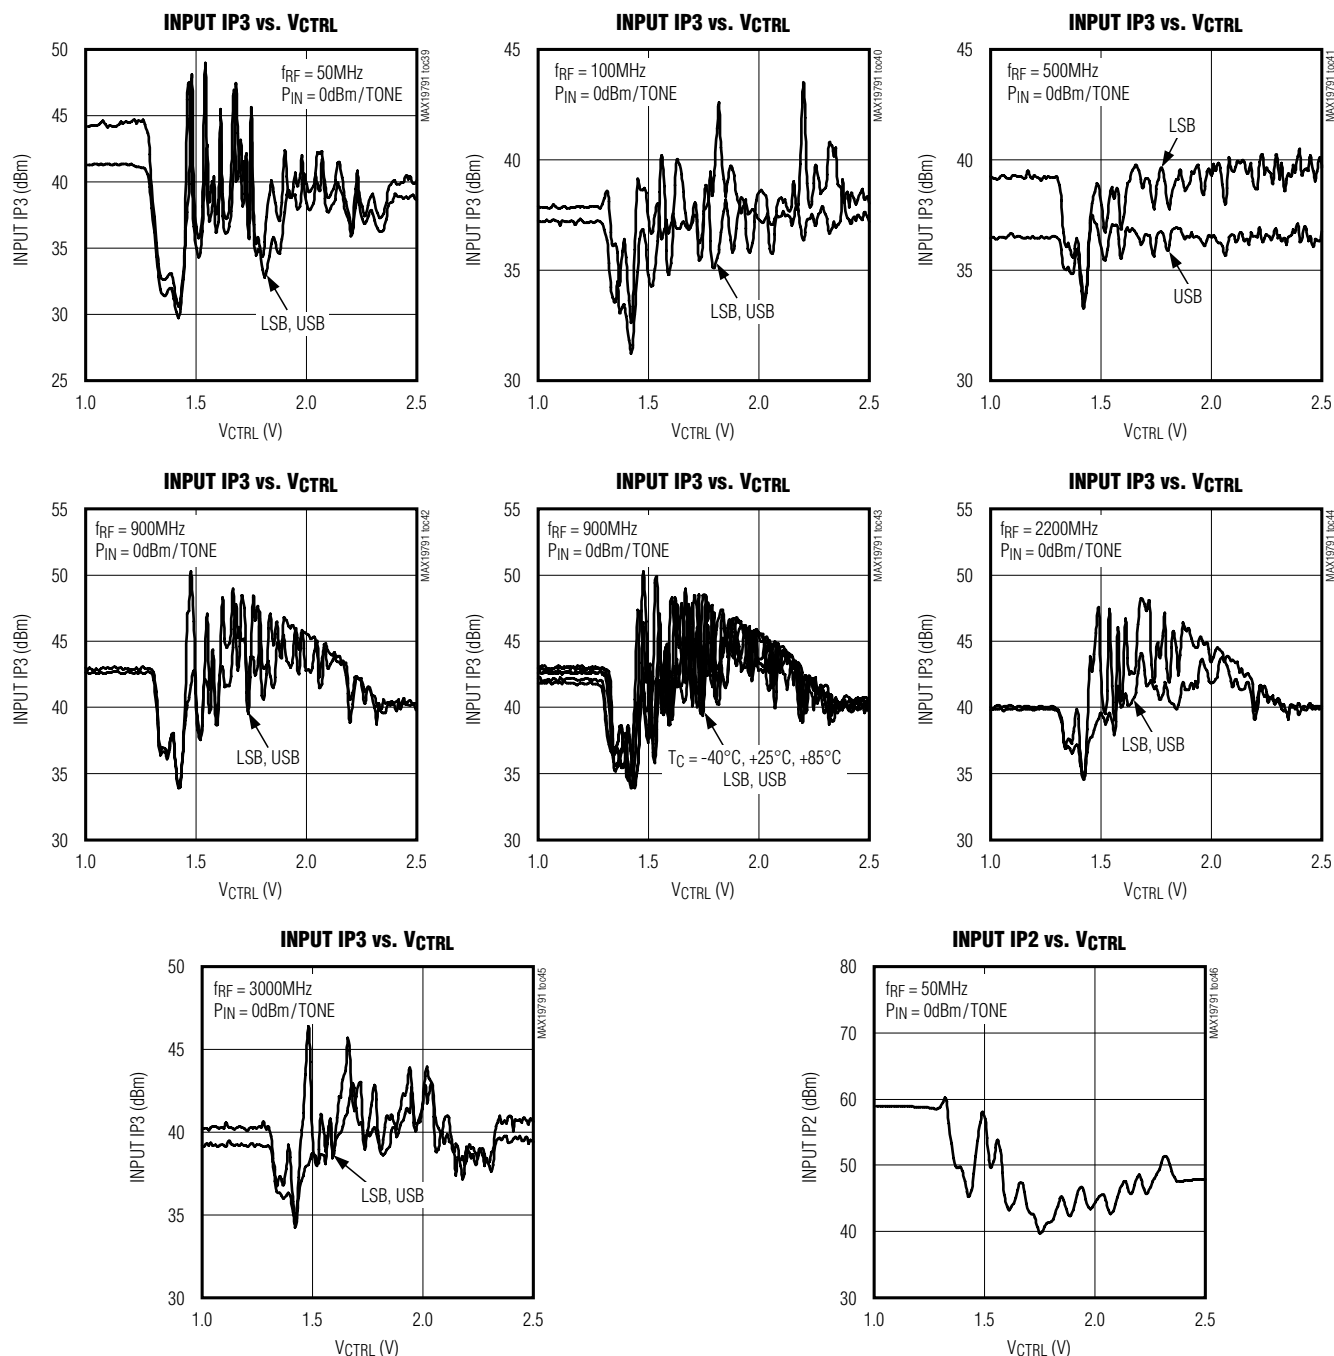 INPUT IP3 vs. VCTRL
50
45
40
35
30
25
INPUT IP3 (dBm)
fRF = 50MHz
PIN = 0dBm/TONE
LSB, USB
MAX19791 toc39
1.0 1.5 2.0 2.5
VCTRL (V)
INPUT IP3 vs. VCTRL
45
40
35
30
INPUT IP3 (dBm)
fRF = 100MHz
PIN = 0dBm/TONE
LSB, USB
MAX19791 toc40
1.0 1.5 2.0 2.5
VCTRL (V)
INPUT IP3 vs. VCTRL
45
40
35
30
INPUT IP3 (dBm)
fRF = 500MHz
PIN = 0dBm/TONE
LSB
USB
MAX19791 toc41
1.0 1.5 2.0 2.5
VCTRL (V)
INPUT IP3 vs. VCTRL
55
50
45
40
35
30
INPUT IP3 (dBm)
fRF = 900MHz
PIN = 0dBm/TONE
LSB, USB
MAX19791 toc42
1.0 1.5 2.0 2.5
VCTRL (V)
INPUT IP3 vs. VCTRL
55
50
45
40
35
30
INPUT IP3 (dBm)
fRF = 900MHz
PIN = 0dBm/TONE
TC = -40°C, +25°C, +85°C
LSB, USB
MAX19791 toc43
1.0 1.5 2.0 2.5
VCTRL (V)
INPUT IP3 vs. VCTRL
55
50
45
40
35
30
INPUT IP3 (dBm)
fRF = 2200MHz
PIN = 0dBm/TONE
LSB, USB
MAX19791 toc44
1.0 1.5 2.0 2.5
VCTRL (V)
INPUT IP3 vs. VCTRL
50
45
40
35
30
INPUT IP3 (dBm)
fRF = 3000MHz
PIN = 0dBm/TONE
LSB, USB
MAX19791 toc45
1.0 1.5 2.0 2.5
VCTRL (V)
INPUT IP2 vs. VCTRL
80
70
60
50
40
30
INPUT IP2 (dBm)
fRF = 50MHz
PIN = 0dBm/TONE
MAX19791 toc46
1.0 1.5 2.0 2.5
VCTRL (V)